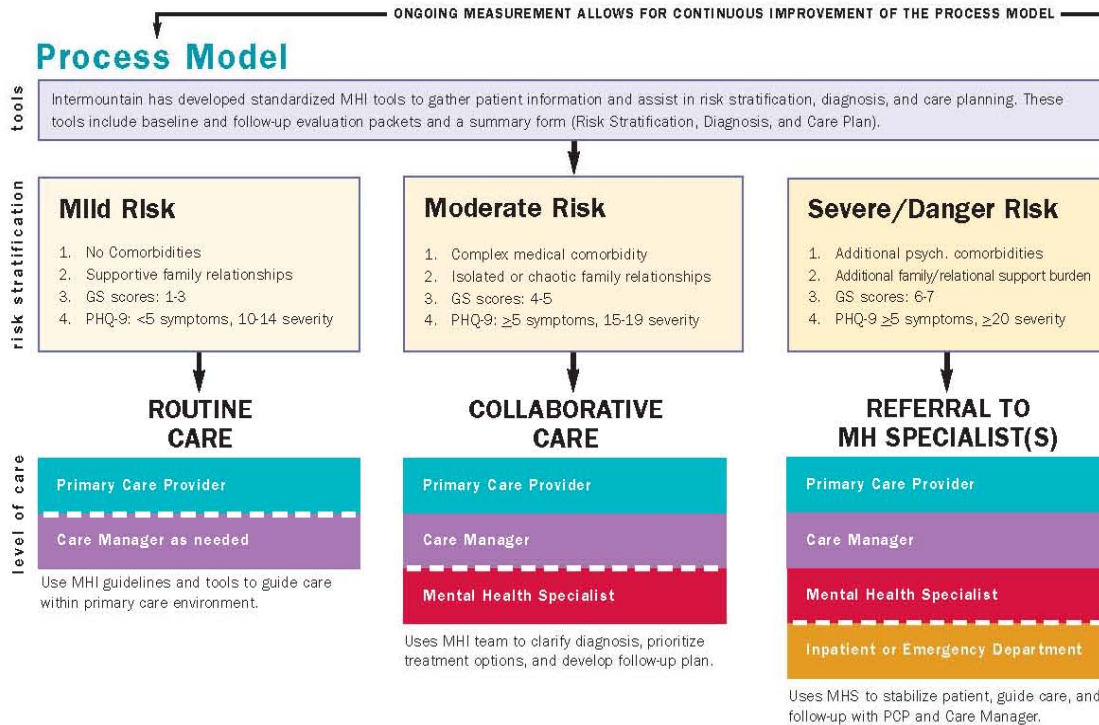 ONGOING MEASUREMENT ALLOWS FOR CONTINUOUS IMPROVEMENT OF THE PROCESS MODEL
Process Model
tools
Intermountain has developed standardized MHI tools to gather patient information and assist in risk stratification, diagnosis, and care planning. These
tools include baseline and follow-up evaluation packets and a summary form (Risk Stratification, Diagnosis, and Care Plan).
risk stratification
Mild Risk
1. No Comorbidities
2. Supportive family relationships
3. GS scores: 1-3
4. PHQ-9: <5 symptoms, 10-14 severity
Moderate Risk
1. Complex medical comorbidity
2. Isolated or chaotic family relationships
3. GS scores: 4-5
4. PHQ-9: ≥5 symptoms, 15-19 severity
Severe/Danger Risk
1. Additional psych. comorbidities
2. Additional family/relational support burden
3. GS scores: 6-7
4. PHQ-9 ≥5 symptoms, ≥20 severity
level of care
ROUTINE
CARE
Primary Care Provider
Care Manager as needed
Use MHI guidelines and tools to guide care
within primary care environment.
COLLABORATIVE
CARE
Primary Care Provider
Care Manager
Mental Health Specialist
Uses MHI team to clarify diagnosis, prioritize
treatment options, and develop follow-up plan.
REFERRAL TO
MH SPECIALIST(S)
Primary Care Provider
Care Manager
Mental Health Specialist
Inpatient or Emergency Department
Uses MHS to stabilize patient, guide care, and
follow-up with PCP and Care Manager.